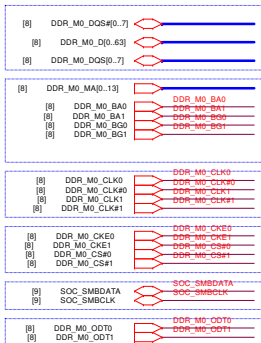 [8] DDR_M0_DQS#[0..7]
[8] DDR_M0_D[0..63]
[8] DDR_M0_DQS[0..7]
[8] DDR_M0_MA[0..13]
[8] DDR_M0_BA0 DDR_M0_BA0
[8] DDR_M0_BA1 DDR_M0_BA1
[8] DDR_M0_BG0 DDR_M0_BG0
[8] DDR_M0_BG1 DDR_M0_BG1
[8] DDR_M0_CLK0 DDR_M0_CLK0
[8] DDR_M0_CLK#0 DDR_M0_CLK#0
[8] DDR_M0_CLK1 DDR_M0_CLK1
[8] DDR_M0_CLK#1 DDR_M0_CLK#1
[8] DDR_M0_CKE0 DDR_M0_CKE0
[8] DDR_M0_CKE1 DDR_M0_CKE1
[8] DDR_M0_CS#0 DDR_M0_CS#0
[8] DDR_M0_CS#1 DDR_M0_CS#1
[9] SOC_SMBDATA SOC_SMBDATA
[9] SOC_SMBCLK SOC_SMBCLK
[8] DDR_M0_ODT0 DDR_M0_ODT0
[8] DDR_M0_ODT1 DDR_M0_ODT1